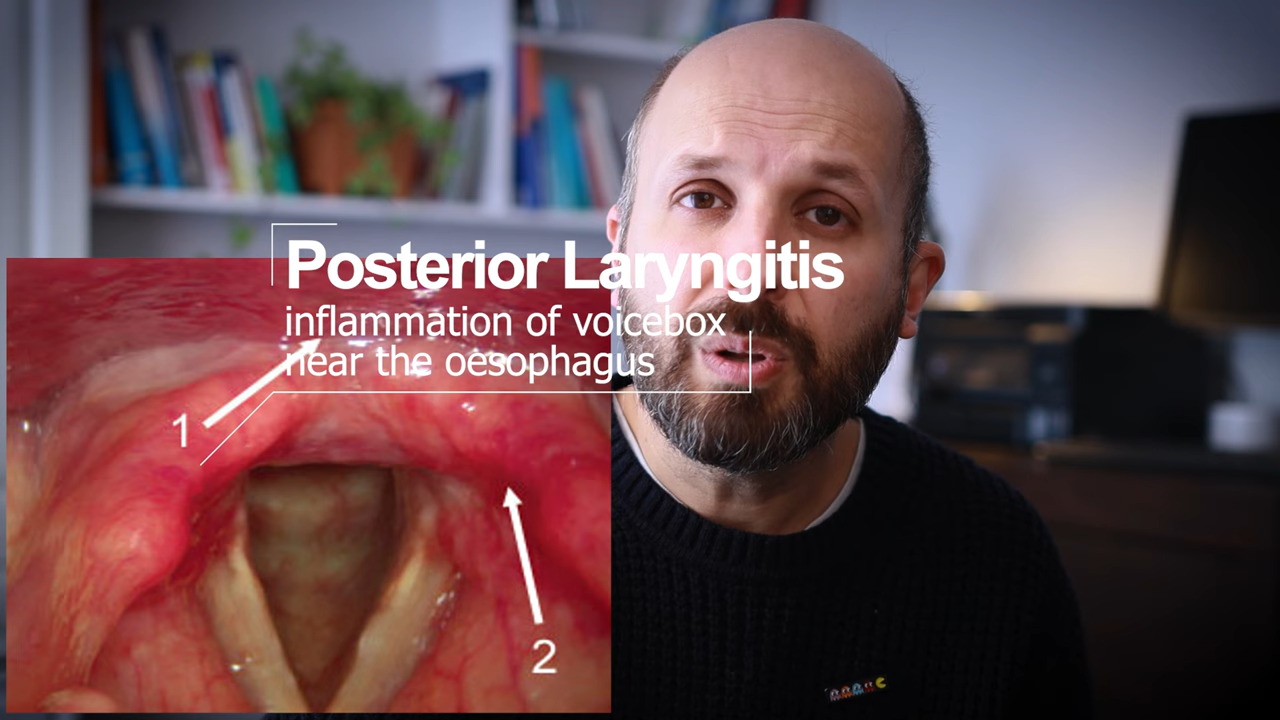 Posterior Laryngitis
inflammation of voicebox
near the oesophagus
1
2